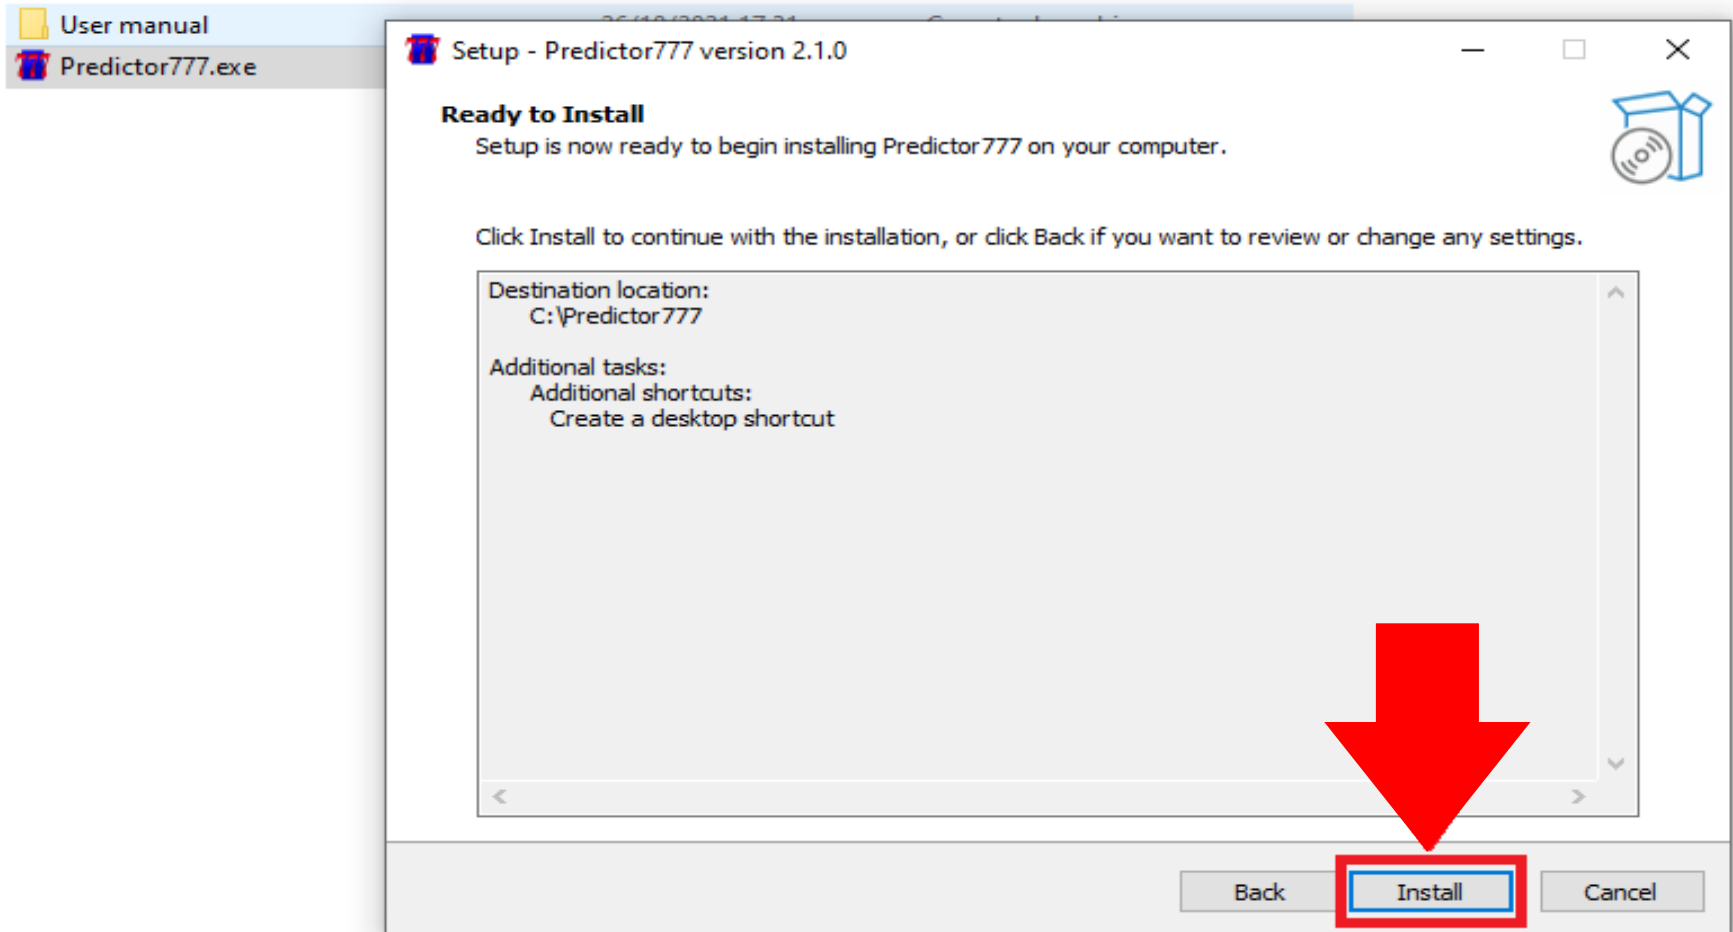 User manual
Predictor777.exe
Setup - Predictor777 version 2.1.0
Ready to Install
Setup is now ready to begin installing Predictor777 on your computer.
Click Install to continue with the installation, or click Back if you want to review or change any settings.
Destination location:
C:\Predictor777
Additional tasks:
Additional shortcuts:
Create a desktop shortcut
Back
Install
Cancel